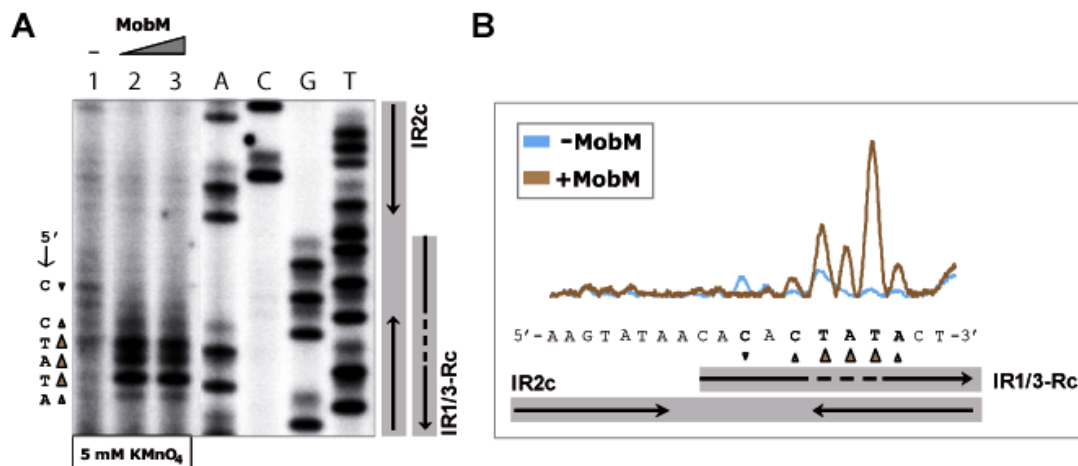 A
MobM
–
1 2 3 A C G T
IR2c
5'
C
C
T
A
T
A
IR1/3-Rc
5 mM KMnO₄
B
–MobM
+MobM
5'-AAGTATAACACACTATACT-3'
IR2c
IR1/3-Rc